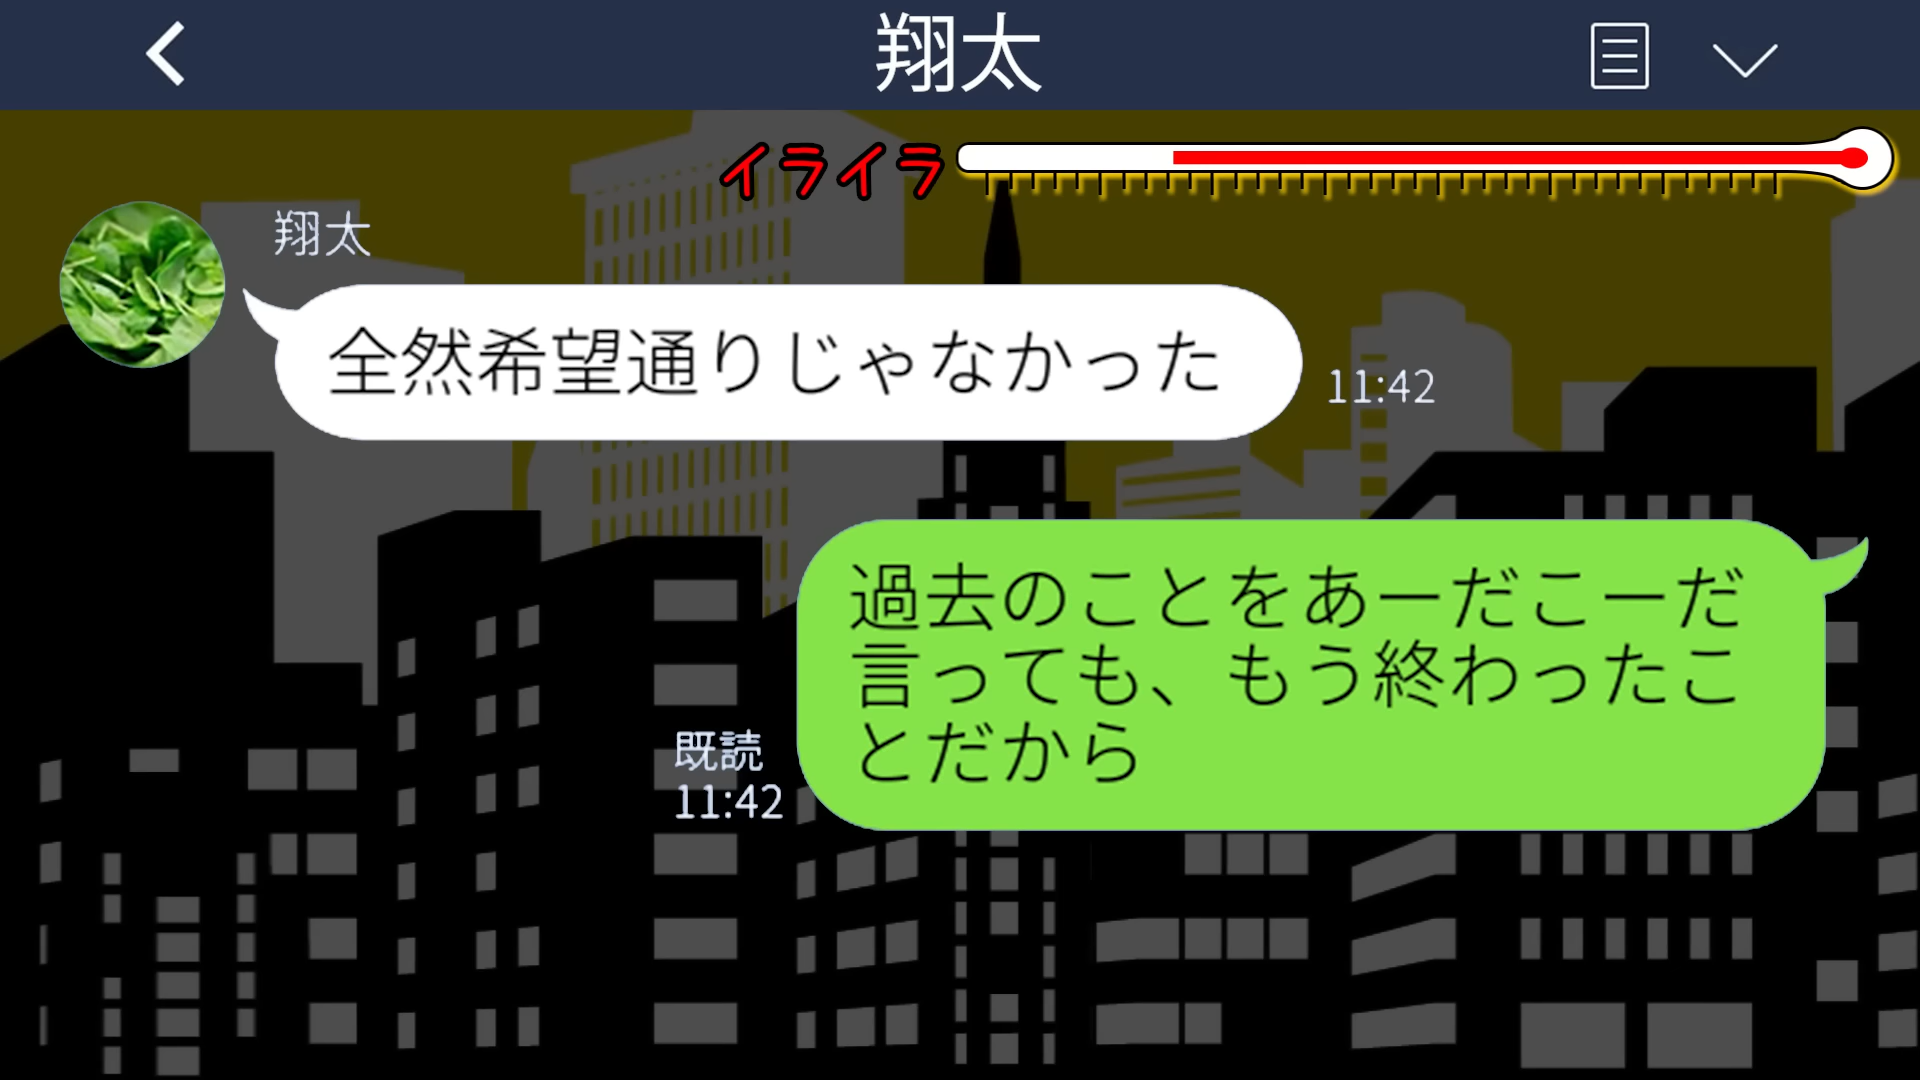 翔太
イライラ
翔太
全然希望通りじゃなかった
11:42
過去のことをあーだこーだ
言っても、もう終わったこ
とだから
既読
11:42